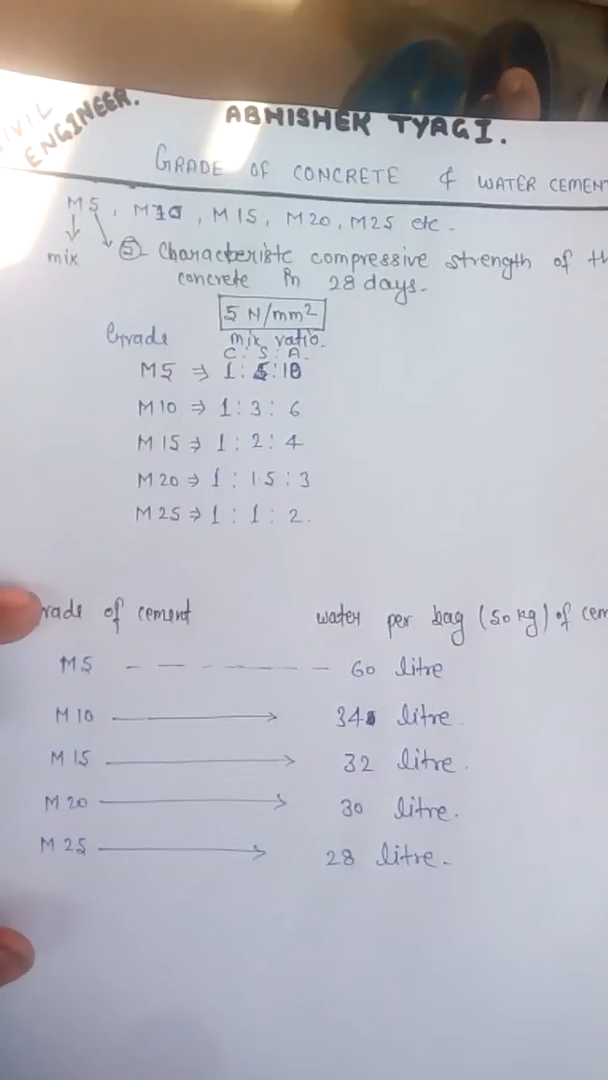 CIVIL ENGINEER.
ABHISHEK TYAGI.
GRADE OF CONCRETE & WATER CEMENT
M5, M10, M15, M20, M25 etc.
mix
5 Characteristc compressive strength of th
concrete in 28 days.
5 N/mm²
Grade mix ratio.
C : S : A.
M5 ⇒ 1 : 5 : 10
M10 ⇒ 1 : 3 : 6
M15 ⇒ 1 : 2 : 4
M20 ⇒ 1 : 1.5 : 3
M25 ⇒ 1 : 1 : 2.
rade of cement water per bag (50 kg) of cem
M5 - - - - 60 litre
M10 → 34 litre.
M15 → 32 litre.
M20 → 30 litre.
M25 → 28 litre.